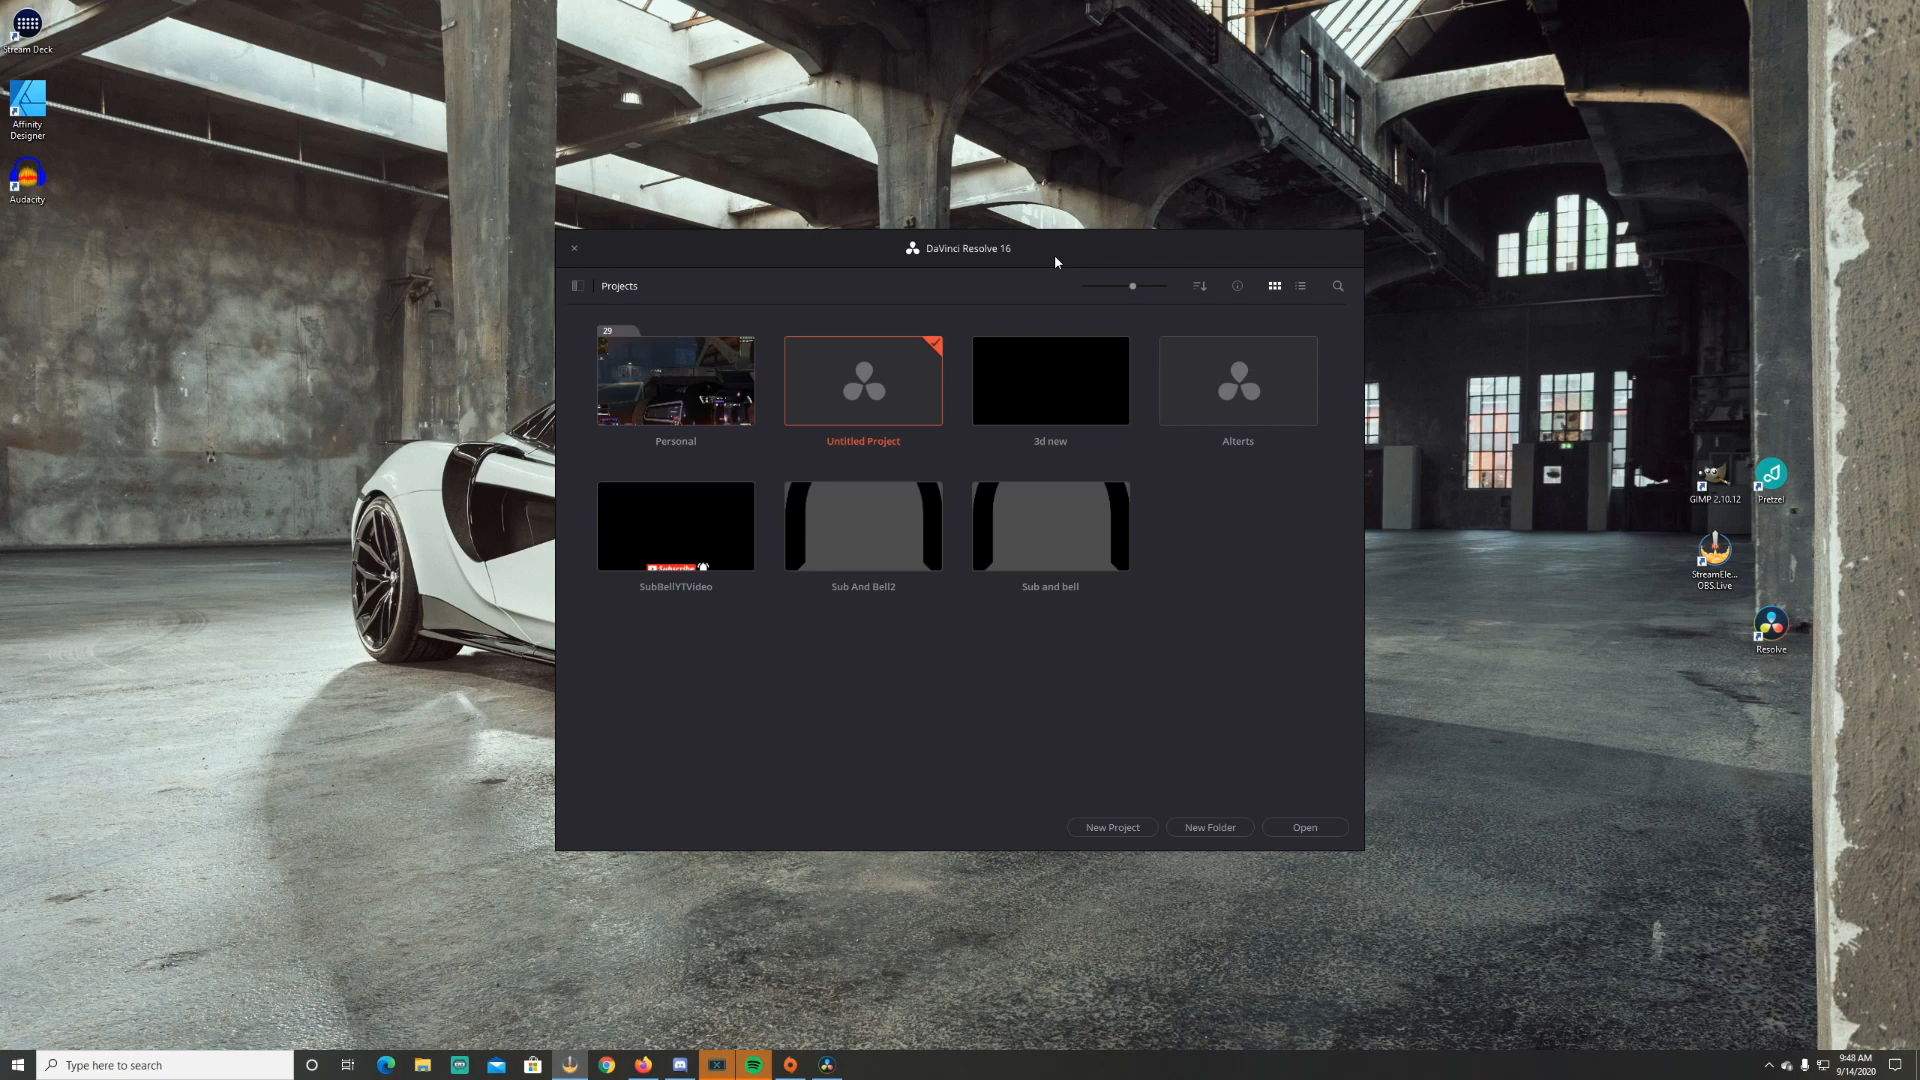 Stream Deck
Affinity
Designer
Audacity
DaVinci Resolve 16
Projects
29
Personal
Untitled Project
3d new
Alterts
Subscribe
SubBellYTVideo
Sub And Bell2
Sub and bell
New Project
New Folder
Open
GIMP 2.10.12
Pretzel
StreamEle...
OBS.Live
Resolve
Type here to search
9:48 AM
9/14/2020